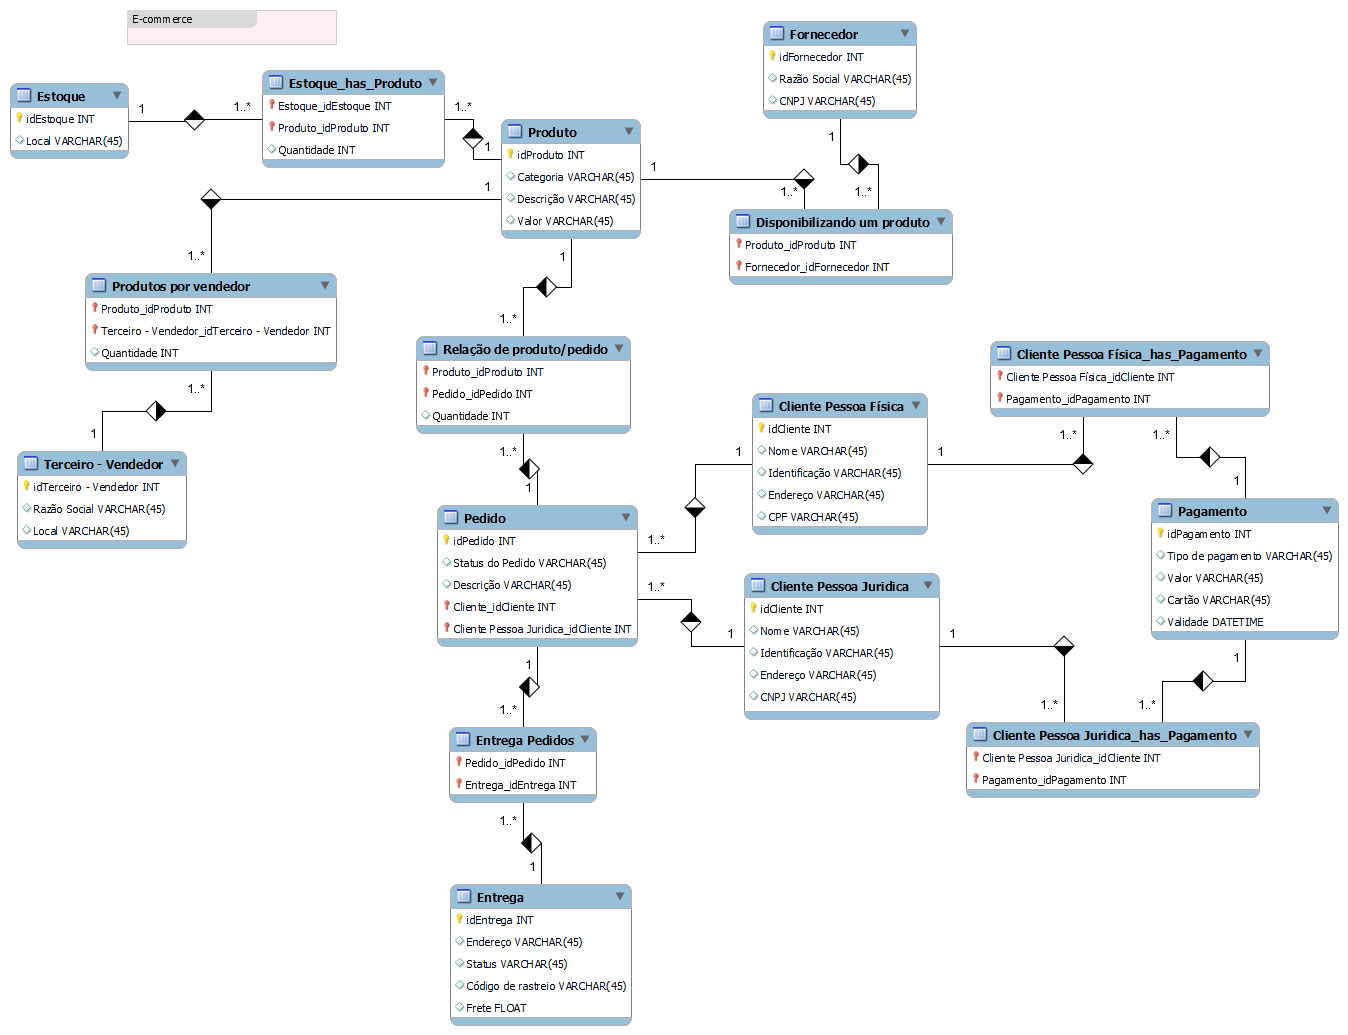 E-commerce
Fornecedor
idFornecedor INT
Razão Social VARCHAR(45)
CNPJ VARCHAR(45)
1
1..*
Estoque
idEstoque INT
Local VARCHAR(45)
1
1..*
Estoque_has_Produto
Estoque_idEstoque INT
Produto_idProduto INT
Quantidade INT
1..*
1
Produto
idProduto INT
Categoria VARCHAR(45)
Descrição VARCHAR(45)
Valor VARCHAR(45)
1
1..*
1
1..*
1
1..*
Disponibilizando um produto
Produto_idProduto INT
Fornecedor_idFornecedor INT
Produtos por vendedor
Produto_idProduto INT
Terceiro - Vendedor_idTerceiro - Vendedor INT
Quantidade INT
1..*
1
Terceiro - Vendedor
idTerceiro - Vendedor INT
Razão Social VARCHAR(45)
Local VARCHAR(45)
Relação de produto/pedido
Produto_idProduto INT
Pedido_idPedido INT
Quantidade INT
1..*
1
Cliente Pessoa Física
idCliente INT
Nome VARCHAR(45)
Identificação VARCHAR(45)
Endereço VARCHAR(45)
CPF VARCHAR(45)
1
1..*
1
1..*
Cliente Pessoa Física_has_Pagamento
Cliente Pessoa Física_idCliente INT
Pagamento_idPagamento INT
1..*
1
Pagamento
idPagamento INT
Tipo de pagamento VARCHAR(45)
Valor VARCHAR(45)
Cartão VARCHAR(45)
Validade DATETIME
1
1..*
Pedido
idPedido INT
Status do Pedido VARCHAR(45)
Descrição VARCHAR(45)
Cliente_idCliente INT
Cliente Pessoa Juridica_idCliente INT
1..*
1
Cliente Pessoa Juridica
idCliente INT
Nome VARCHAR(45)
Identificação VARCHAR(45)
Endereço VARCHAR(45)
CNPJ VARCHAR(45)
1
1..*
Cliente Pessoa Juridica_has_Pagamento
Cliente Pessoa Juridica_idCliente INT
Pagamento_idPagamento INT
1
1..*
Entrega Pedidos
Pedido_idPedido INT
Entrega_idEntrega INT
1..*
1
Entrega
idEntrega INT
Endereço VARCHAR(45)
Status VARCHAR(45)
Código de rastreio VARCHAR(45)
Frete FLOAT